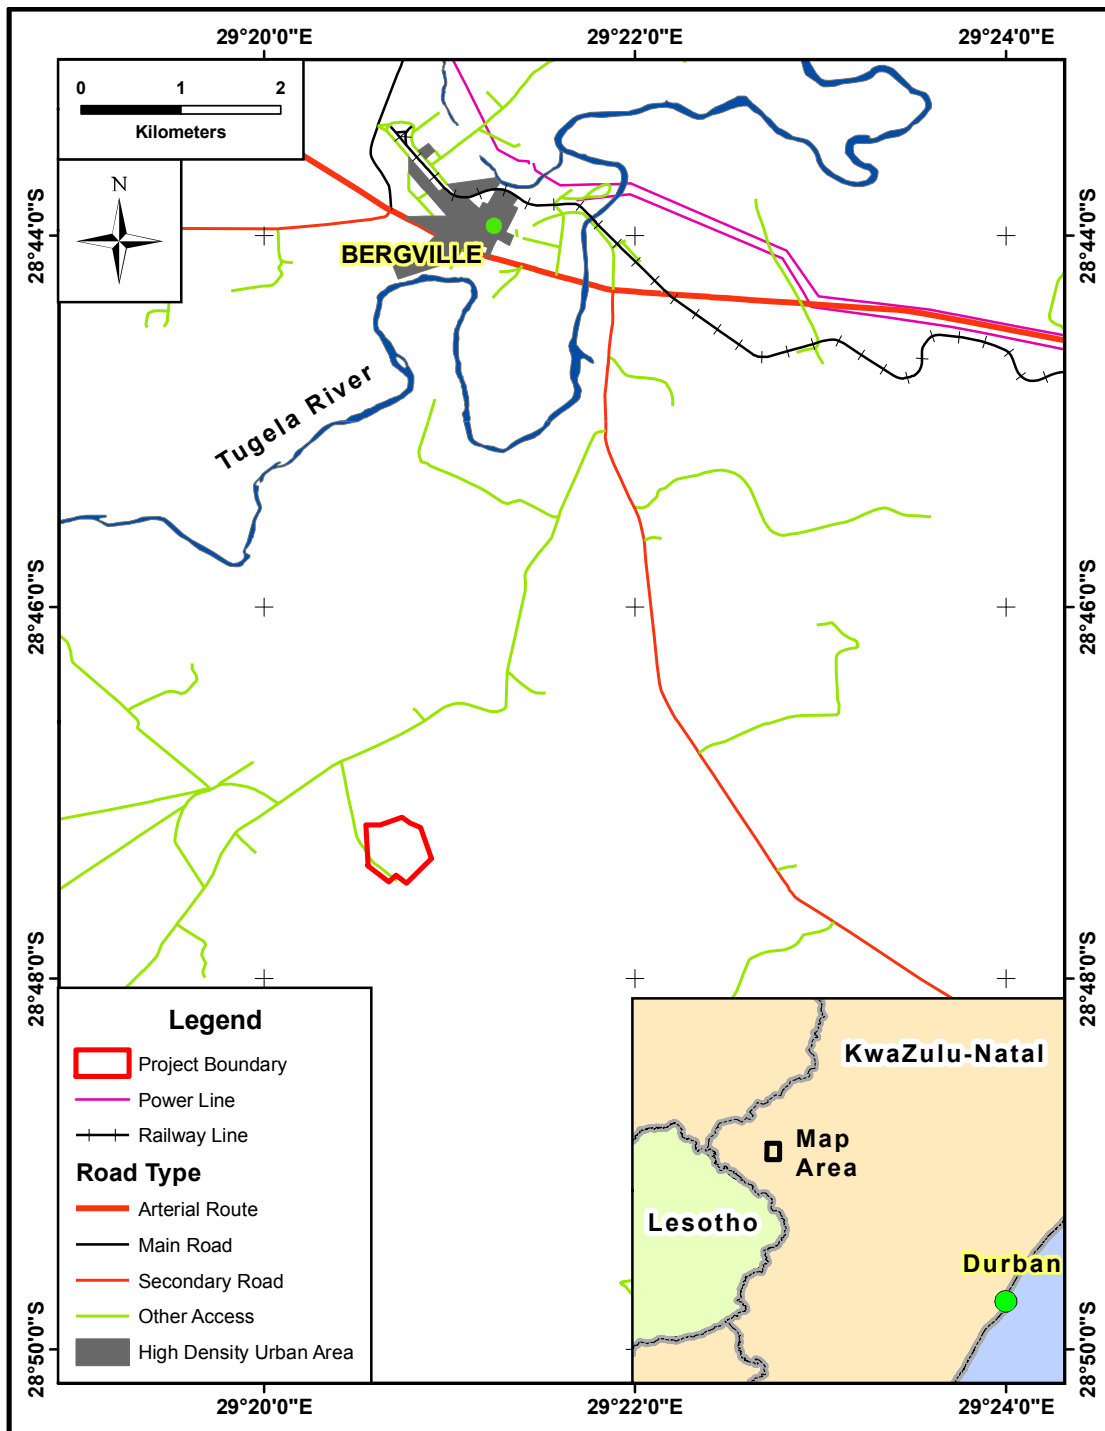 29°20'0"E 29°22'0"E 29°24'0"E
0 1 2
Kilometers
N
28°44'0"S
28°44'0"S
BERGVILLE
Tugela River
28°46'0"S
28°46'0"S
28°48'0"S
28°48'0"S
Legend
Project Boundary
Power Line
Railway Line
Road Type
Arterial Route
Main Road
Secondary Road
Other Access
High Density Urban Area
KwaZulu-Natal
Map
Area
Lesotho
Durban
28°50'0"S
28°50'0"S
29°20'0"E 29°22'0"E 29°24'0"E